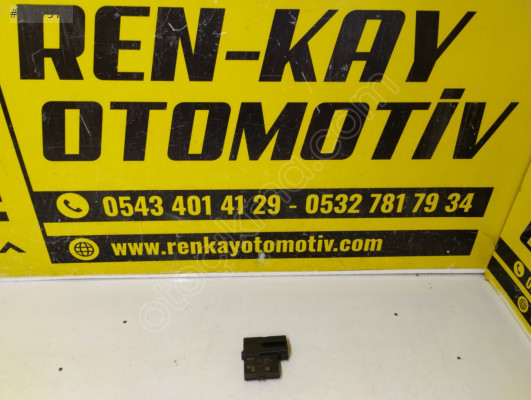 REN-KAY
OTOMOTİV
0543 401 41 29 - 0532 781 79 34
www.renkayotomotiv.com